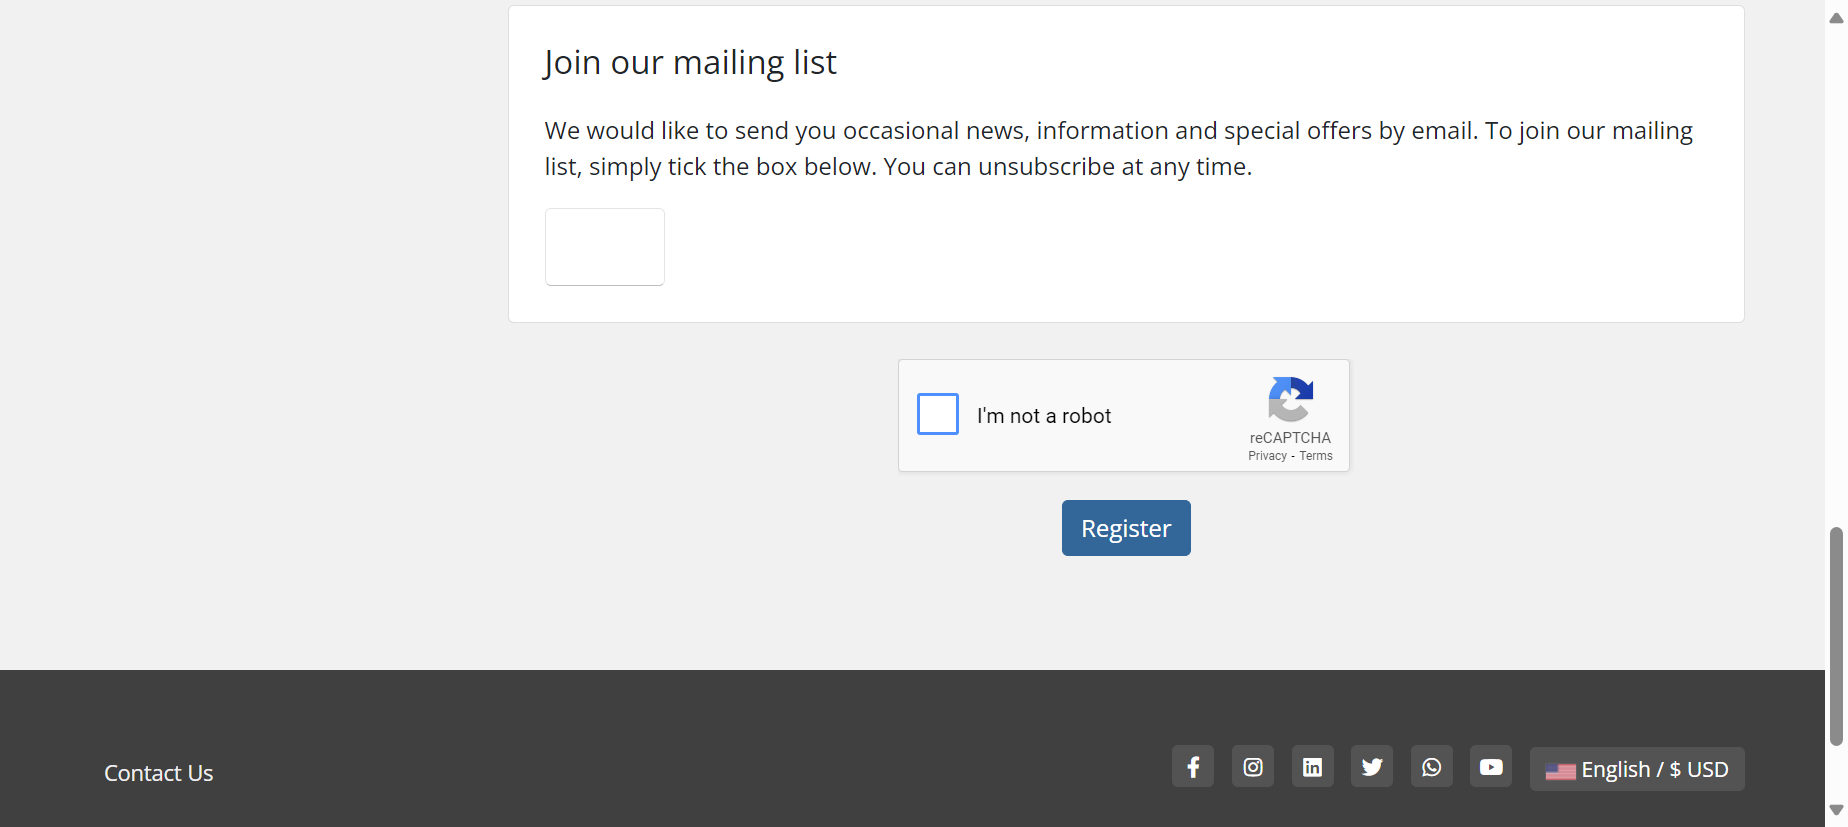 Join our mailing list
We would like to send you occasional news, information and special offers by email. To join our mailing
list, simply tick the box below. You can unsubscribe at any time.
I'm not a robot
reCAPTCHA
Privacy - Terms
Register
Contact Us
English / $ USD